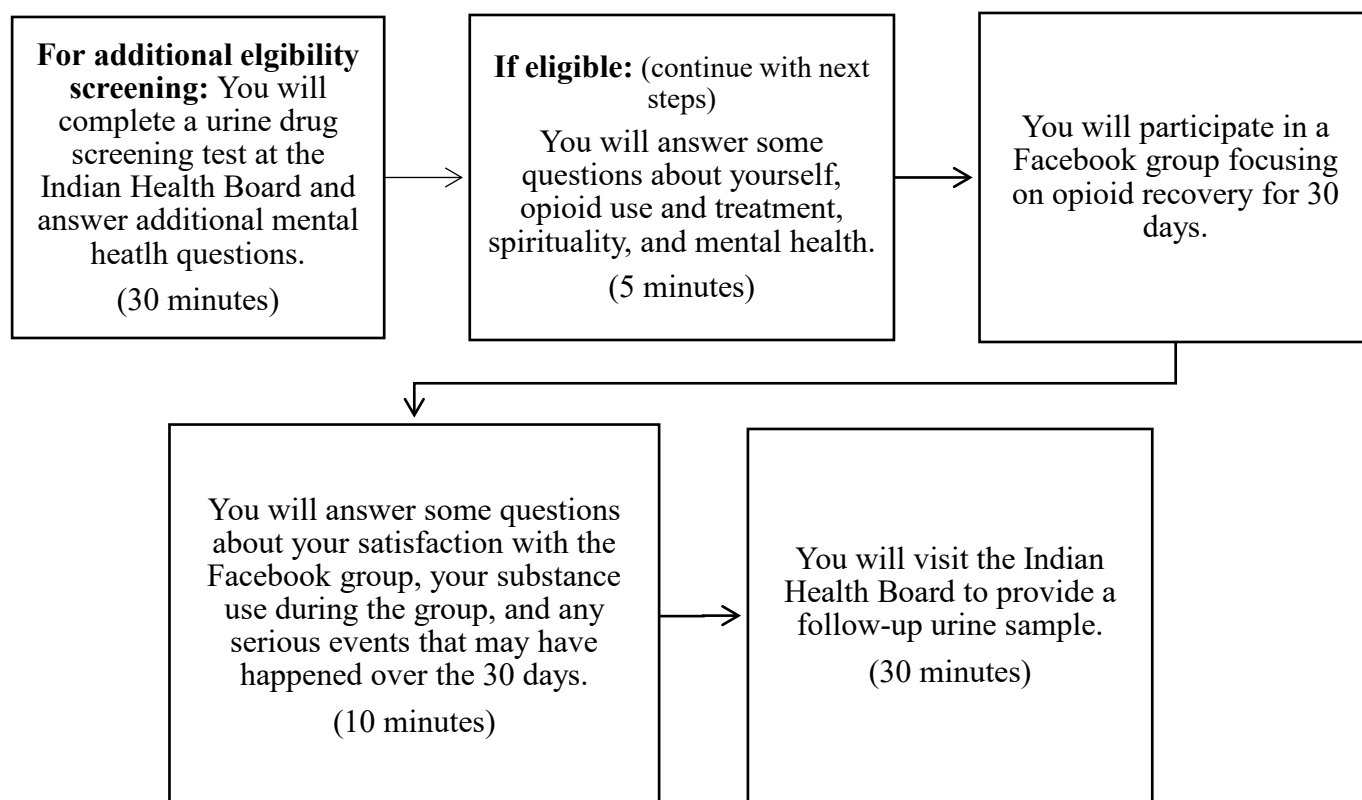 For additional elgibility
screening: You will
complete a urine drug
screening test at the
Indian Health Board and
answer additional mental
heatlh questions.
(30 minutes)
If eligible: (continue with next
steps)
You will answer some
questions about yourself,
opioid use and treatment,
spirituality, and mental health.
(5 minutes)
You will participate in a
Facebook group focusing
on opioid recovery for 30
days.
You will answer some questions
about your satisfaction with the
Facebook group, your substance
use during the group, and any
serious events that may have
happened over the 30 days.
(10 minutes)
You will visit the Indian
Health Board to provide a
follow-up urine sample.
(30 minutes)